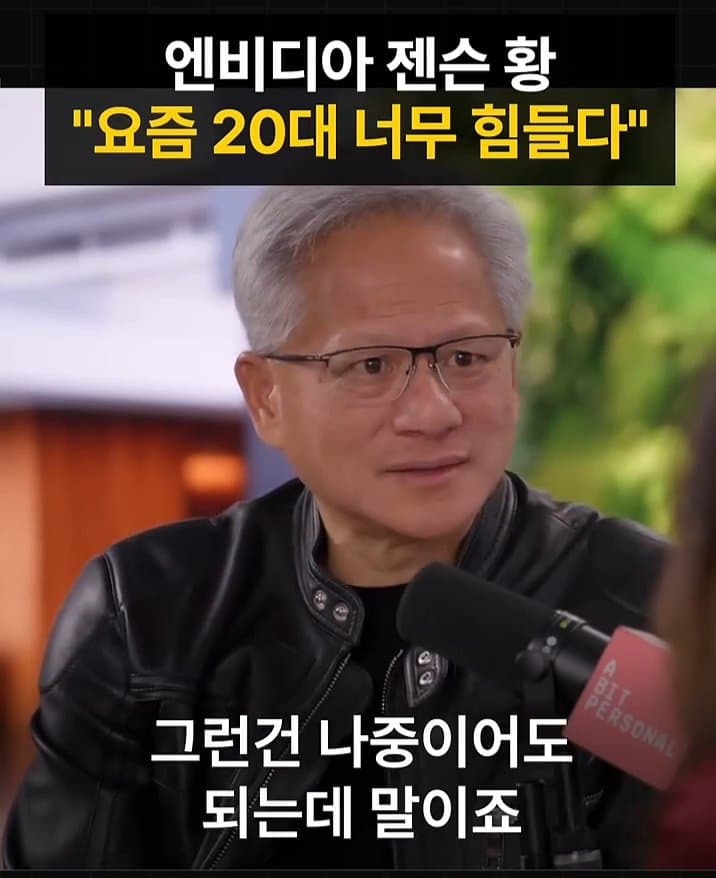 엔비디아 젠슨 황
"요즘 20대 너무 힘들다"
A
BIT
PERSONAL
그런건 나중이어도
되는데 말이죠